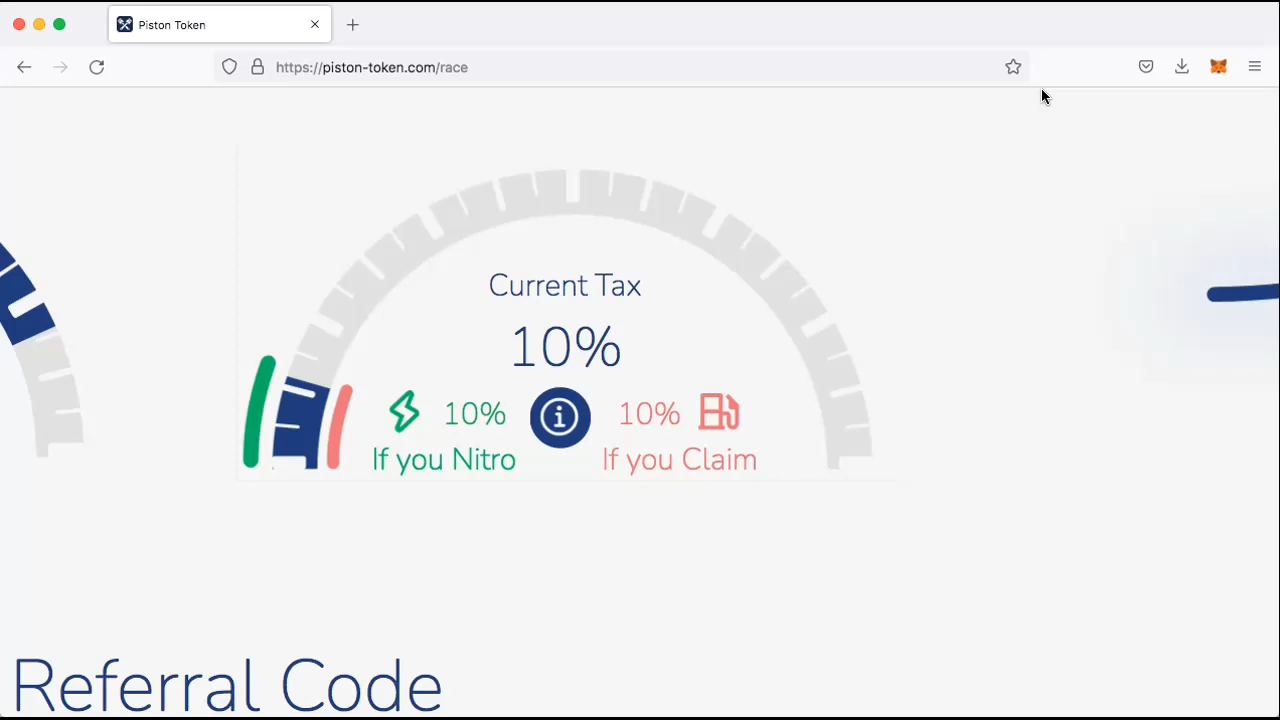 Piston Token
https://piston-token.com/race
Current Tax
10%
10%
10%
If you Nitro
If you Claim
Referral Code